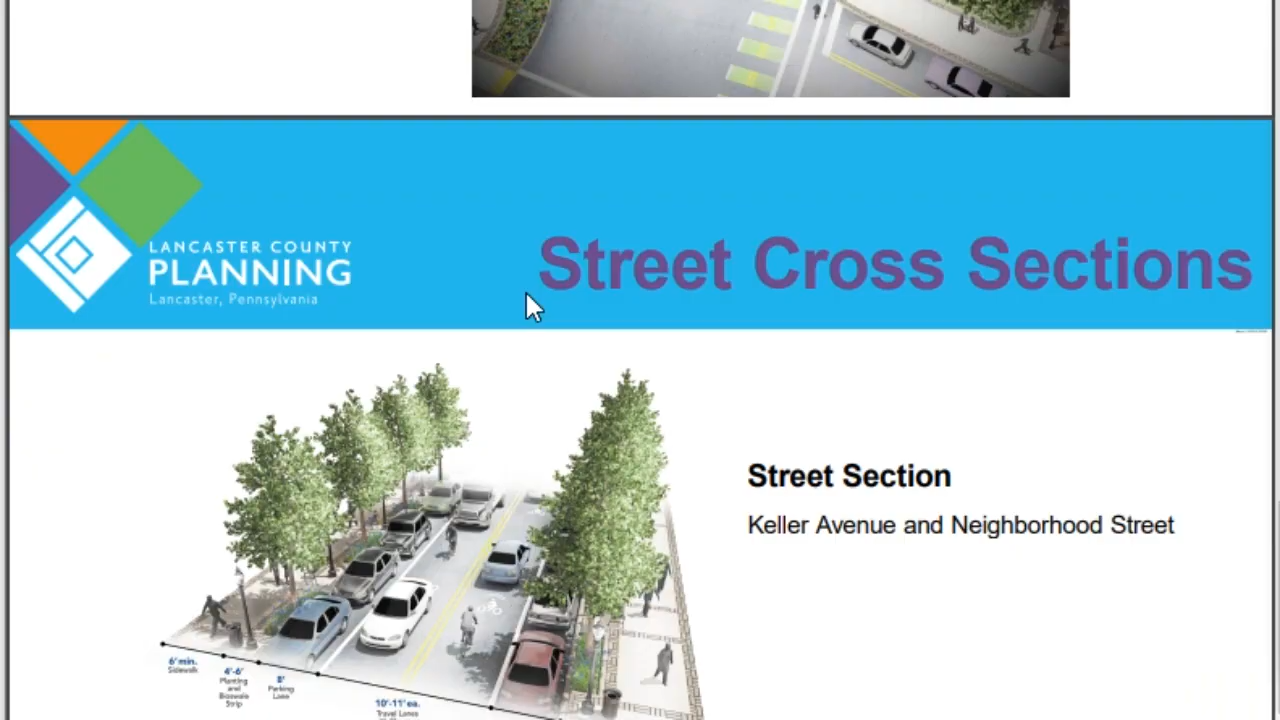 LANCASTER COUNTY
PLANNING
Lancaster, Pennsylvania
Street Cross Sections
Street Section
Keller Avenue and Neighborhood Street
6' min.
Sidewalk
4'-6'
Planting
and
Bioswale
Strip
8'
Parking
Lane
10'-11' ea.
Travel Lanes